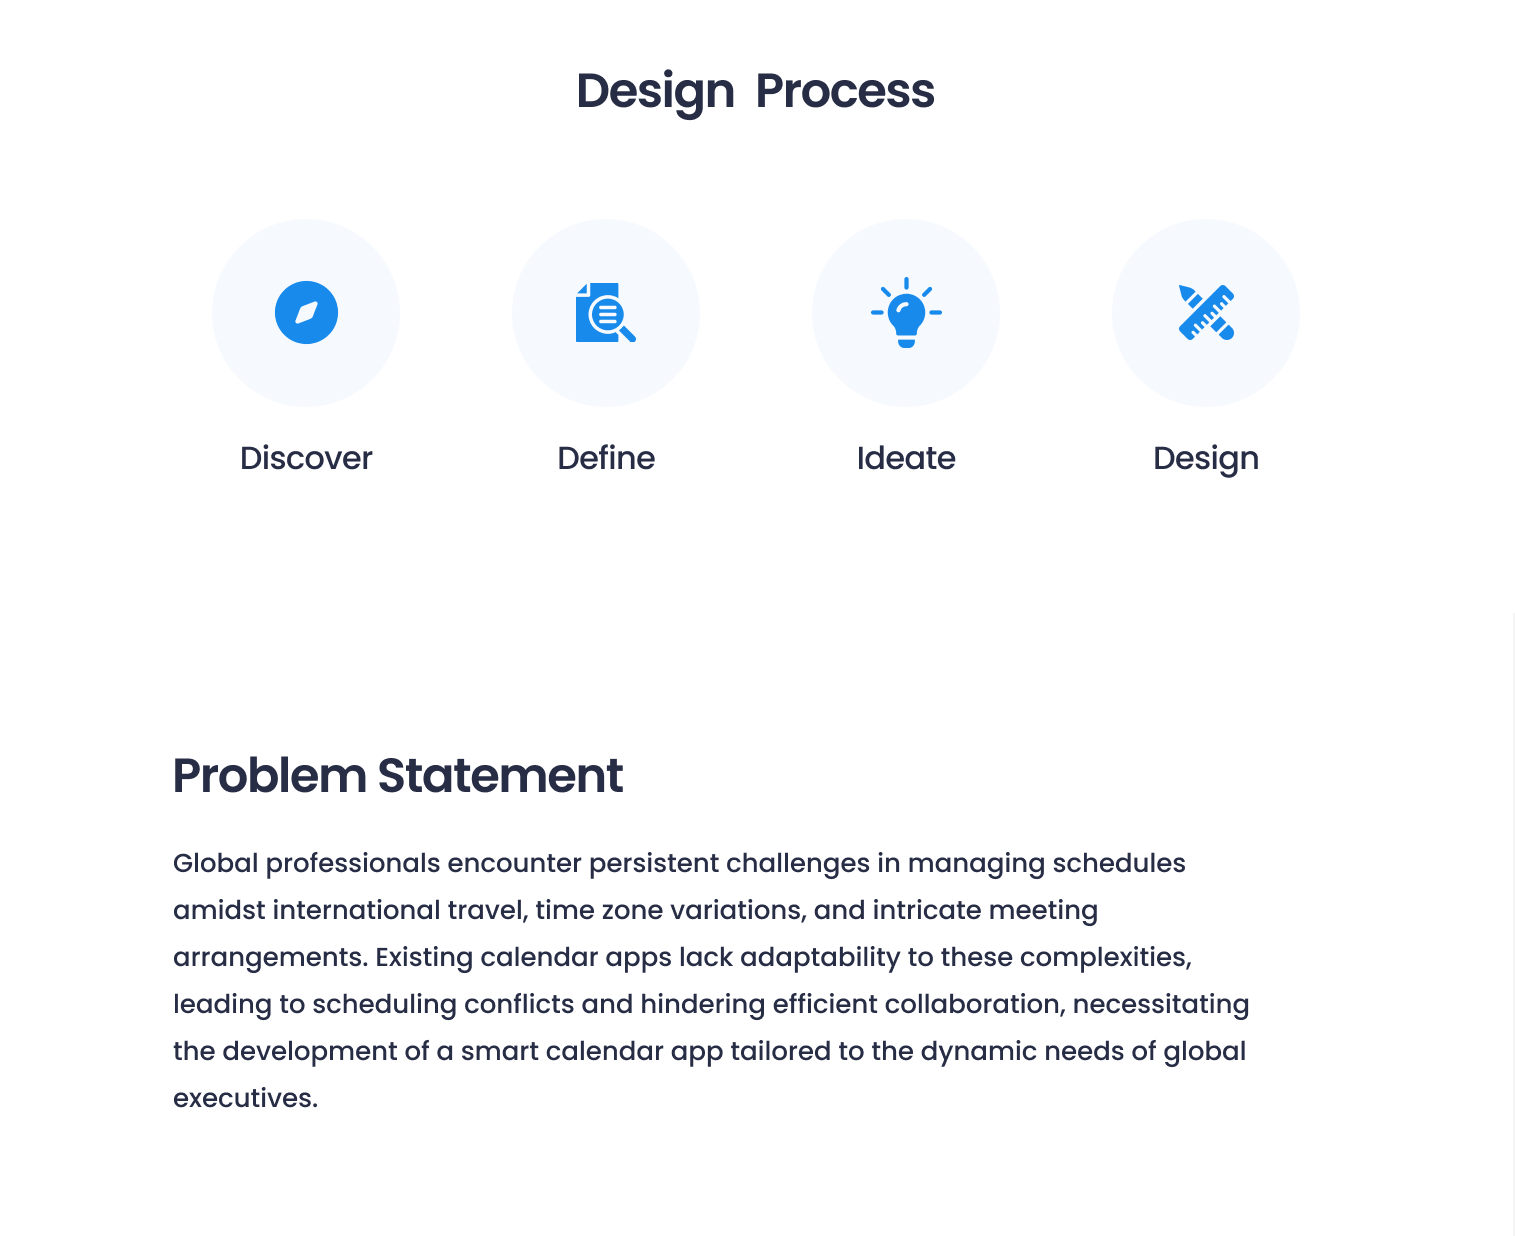 Design Process
Discover
Define
Ideate
Design
Problem Statement
Global professionals encounter persistent challenges in managing schedules
amidst international travel, time zone variations, and intricate meeting
arrangements. Existing calendar apps lack adaptability to these complexities,
leading to scheduling conflicts and hindering efficient collaboration, necessitating
the development of a smart calendar app tailored to the dynamic needs of global
executives.